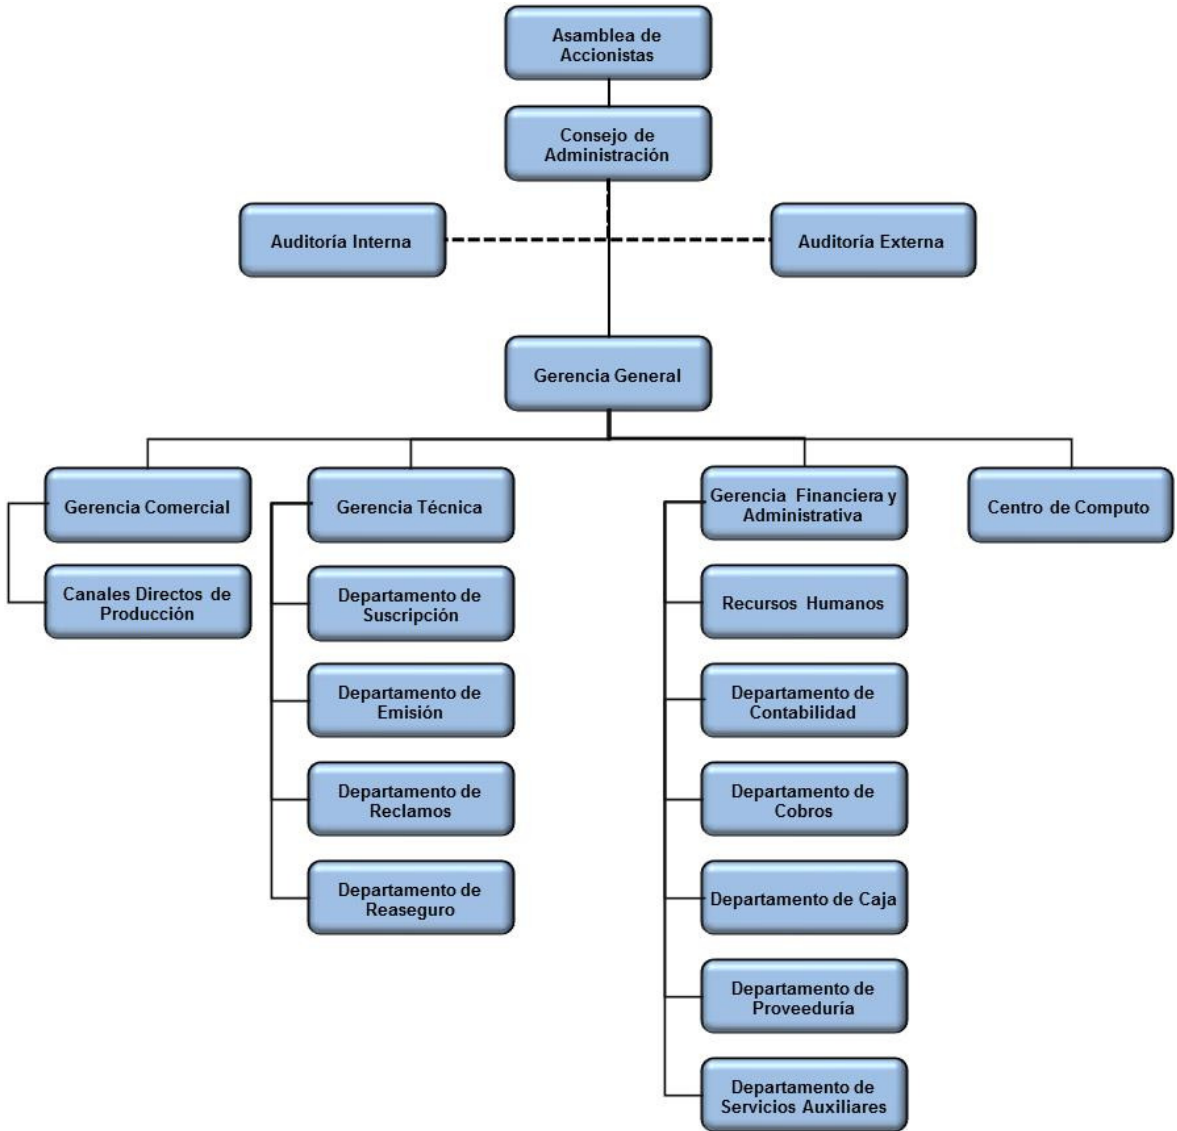 Asamblea de
Accionistas
Consejo de
Administración
Auditoría Interna
Auditoría Externa
Gerencia General
Gerencia Comercial
Gerencia Técnica
Gerencia Financiera y
Administrativa
Centro de Computo
Canales Directos de
Producción
Departamento de
Suscripción
Recursos Humanos
Departamento de
Emisión
Departamento de
Contabilidad
Departamento de
Reclamos
Departamento de
Cobros
Departamento de
Reaseguro
Departamento de Caja
Departamento de
Proveeduría
Departamento de
Servicios Auxiliares